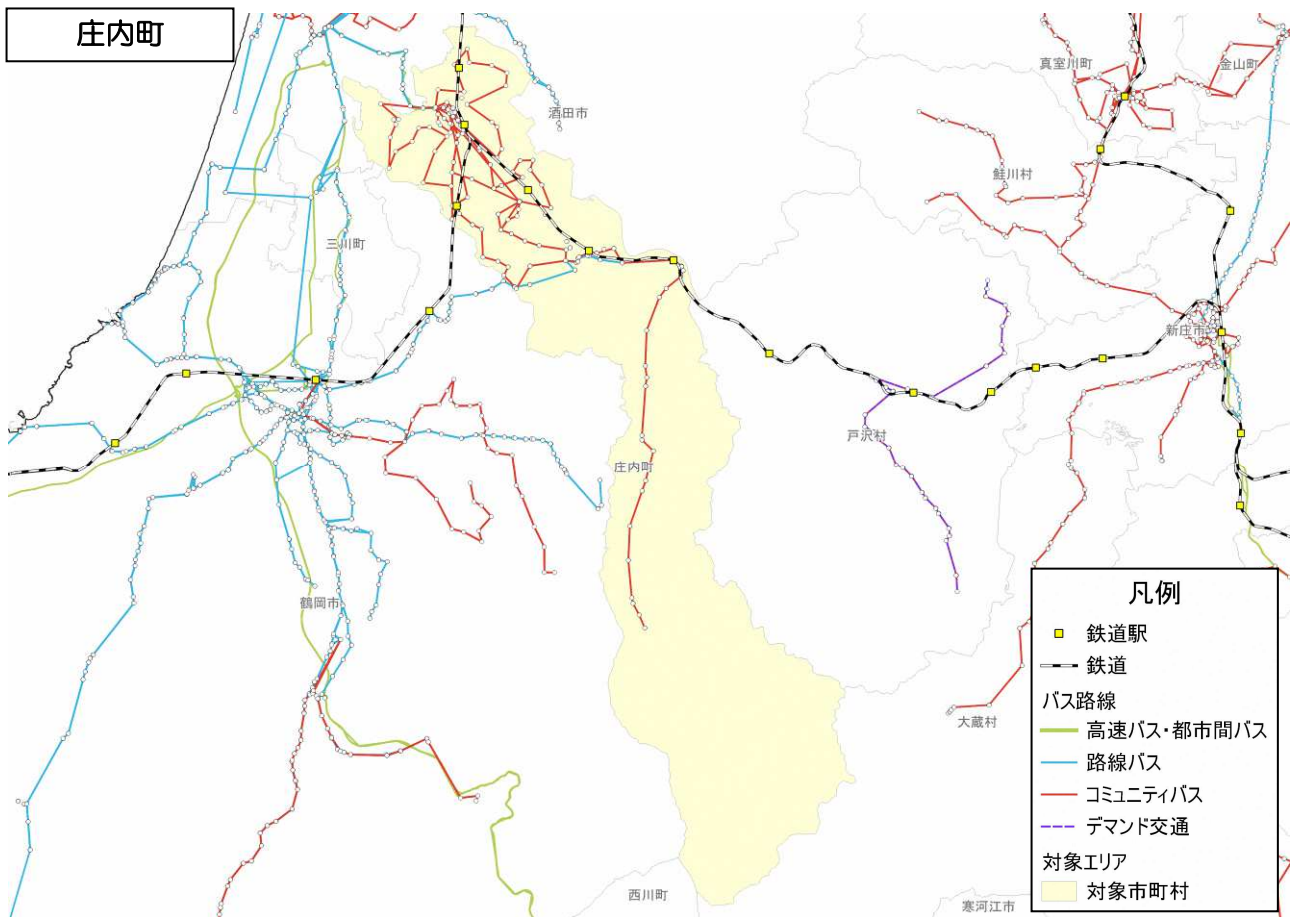 庄内町
真室川町
金山町
酒田市
鮭川村
三川町
新庄市
戸沢村
庄内町
鶴岡市
大蔵村
西川町
寒河江市
凡例
鉄道駅
鉄道
バス路線
高速バス・都市間バス
路線バス
コミュニティバス
デマンド交通
対象エリア
対象市町村